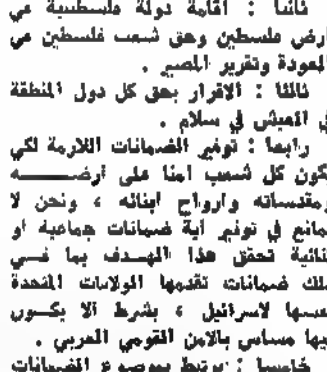 ثانيا : اقامة دولة فلسطينية في
ارض فلسطين وحق شعب فلسطين في
العودة وتقرير المصير .
ثالثا : الاقرار بحق كل دول المنطقة
في العيش في سلام .
رابعا : توفير الضمانات اللازمة لكي
يكون كل شعب امنا على ارضه
ومقدساته وارواح ابنائه ، ونحن لا
نمانع في توفير اية ضمانات جماعية او
ثنائية تحقق هذا الهدف بما في
ذلك ضمانات تقدمها الولايات المتحدة
نفسها لاسرائيل ، بشرط الا يكون
فيها مساس بالامن القومي العربي .
خامسا : يرتبط بموضوع الضمانات